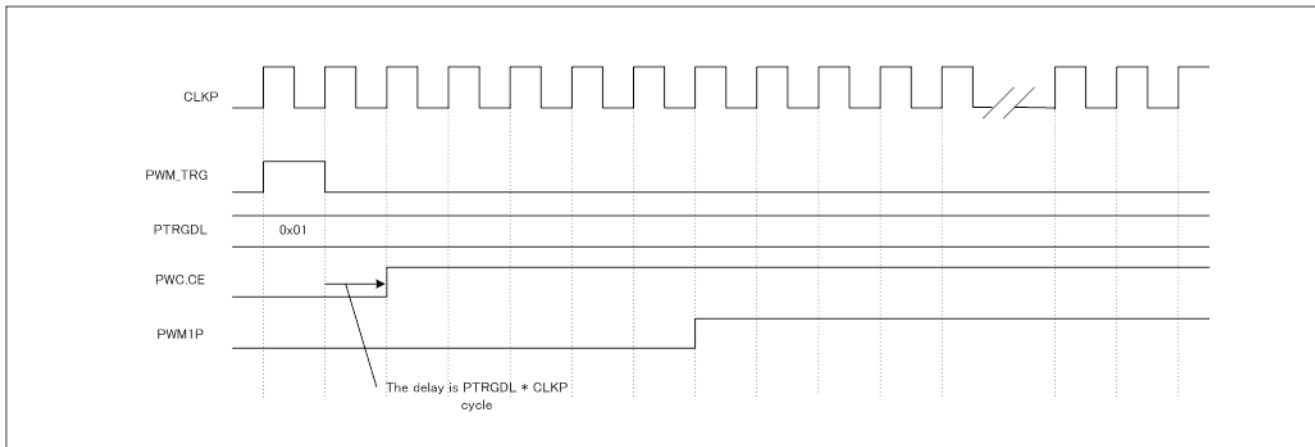 CLKP
PWM_TRG
PTRGDL
0x01
PWC.CE
PWM1P
The delay is PTRGDL * CLKP
cycle